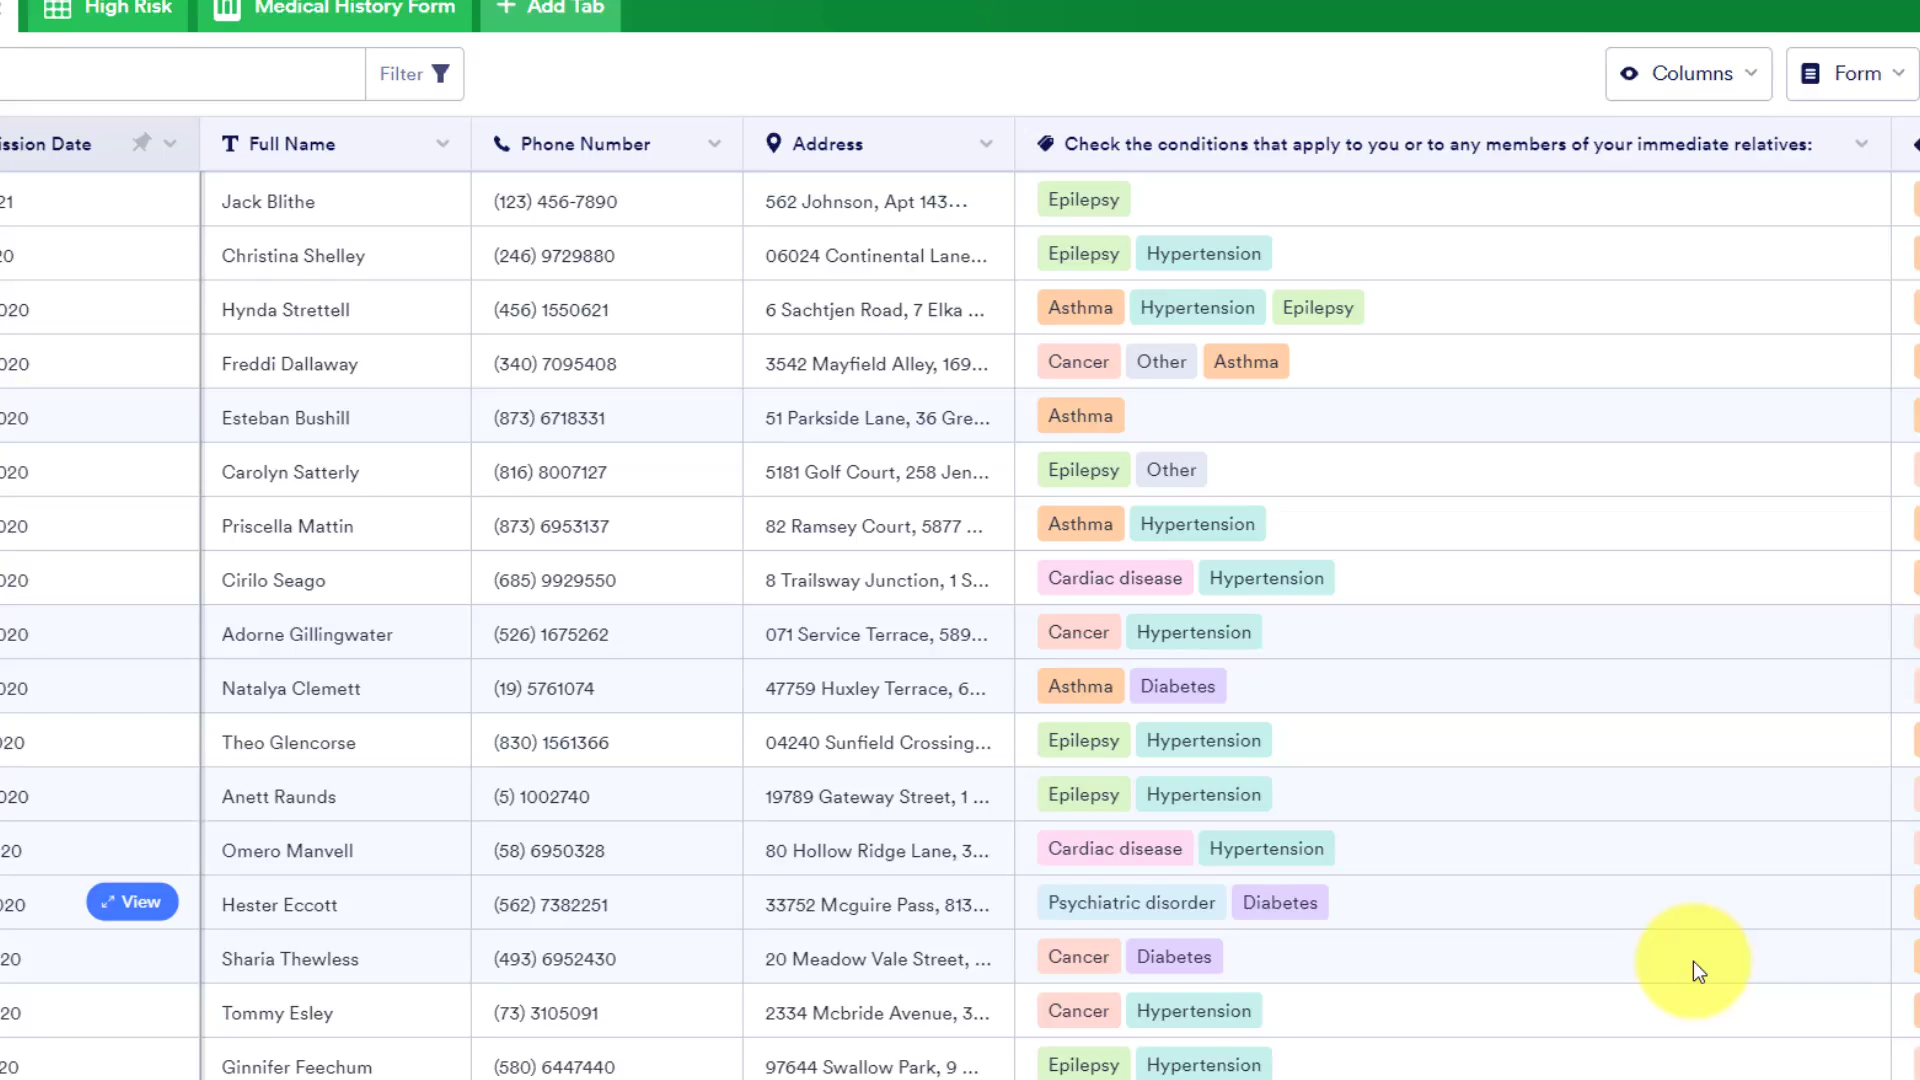 High Risk Medical History Form + Add Tab
Filter Columns Form
ission Date Full Name Phone Number Address Check the conditions that apply to you or to any members of your immediate relatives:
21 Jack Blithe (123) 456-7890 562 Johnson, Apt 143... Epilepsy
20 Christina Shelley (246) 9729880 06024 Continental Lane... Epilepsy Hypertension
020 Hynda Strettell (456) 1550621 6 Sachtjen Road, 7 Elka ... Asthma Hypertension Epilepsy
020 Freddi Dallaway (340) 7095408 3542 Mayfield Alley, 169... Cancer Other Asthma
020 Esteban Bushill (873) 6718331 51 Parkside Lane, 36 Gre... Asthma
020 Carolyn Satterly (816) 8007127 5181 Golf Court, 258 Jen... Epilepsy Other
020 Priscella Mattin (873) 6953137 82 Ramsey Court, 5877 ... Asthma Hypertension
020 Cirilo Seago (685) 9929550 8 Trailsway Junction, 1 S... Cardiac disease Hypertension
020 Adorne Gillingwater (526) 1675262 071 Service Terrace, 589... Cancer Hypertension
020 Natalya Clemett (19) 5761074 47759 Huxley Terrace, 6... Asthma Diabetes
020 Theo Glencorse (830) 1561366 04240 Sunfield Crossing... Epilepsy Hypertension
020 Anett Raunds (5) 1002740 19789 Gateway Street, 1 ... Epilepsy Hypertension
20 Omero Manvell (58) 6950328 80 Hollow Ridge Lane, 3... Cardiac disease Hypertension
020 View Hester Eccott (562) 7382251 33752 Mcguire Pass, 813... Psychiatric disorder Diabetes
20 Sharia Thewless (493) 6952430 20 Meadow Vale Street, ... Cancer Diabetes
20 Tommy Esley (73) 3105091 2334 Mcbride Avenue, 3... Cancer Hypertension
20 Ginnifer Feechum (580) 6447440 97644 Swallow Park, 9 ... Epilepsy Hypertension